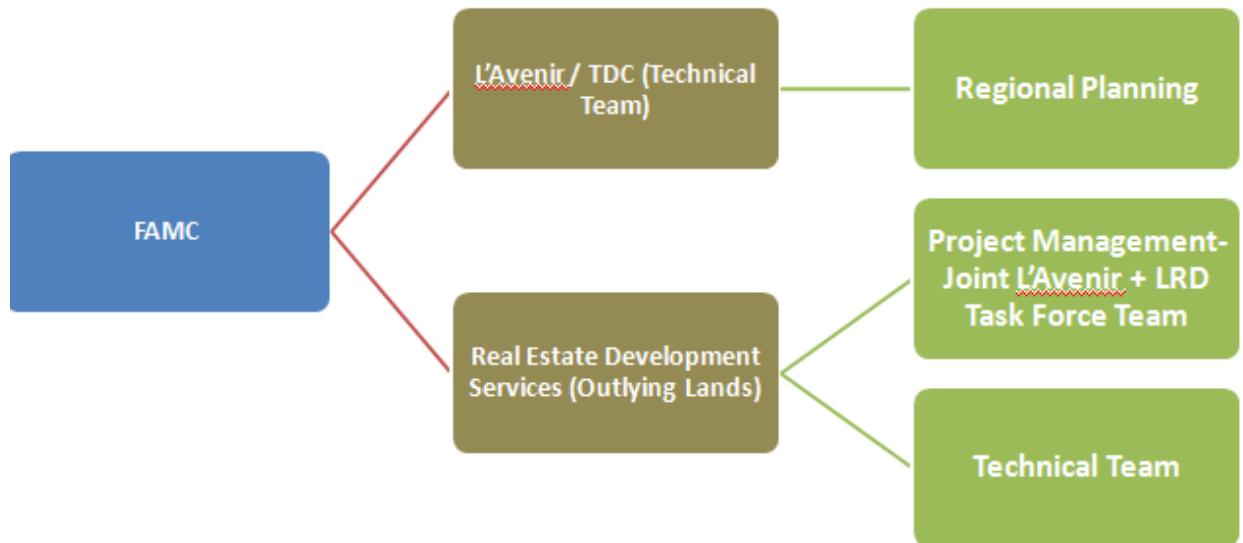 FAMC
L'Avenir / TDC (Technical
Team)
Regional Planning
Real Estate Development
Services (Outlying Lands)
Project Management-
Joint L'Avenir + LRD
Task Force Team
Technical Team